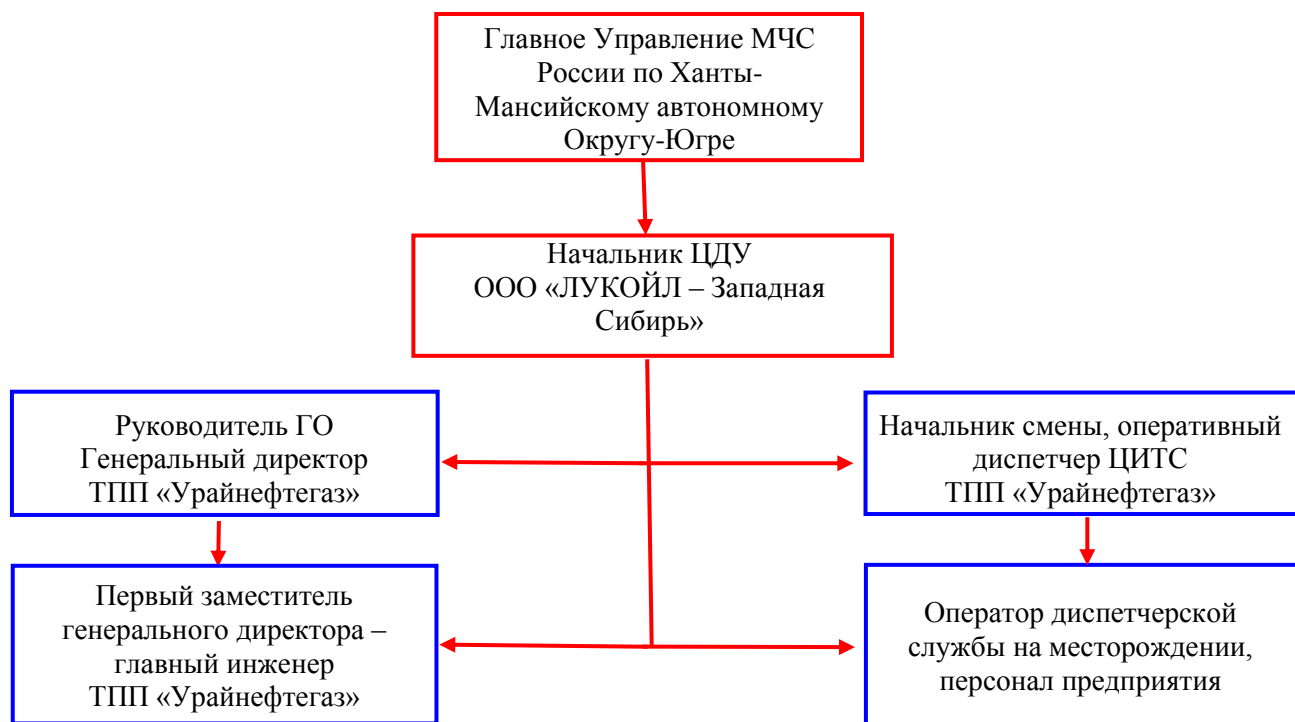 Главное Управление МЧС
России по Ханты-
Мансийскому автономному
Округу-Югре
Начальник ЦДУ
ООО «ЛУКОЙЛ – Западная
Сибирь»
Руководитель ГО
Генеральный директор
ТПП «Урайнефтегаз»
Начальник смены, оперативный
диспетчер ЦИТС
ТПП «Урайнефтегаз»
Первый заместитель
генерального директора –
главный инженер
ТПП «Урайнефтегаз»
Оператор диспетчерской
службы на месторождении,
персонал предприятия